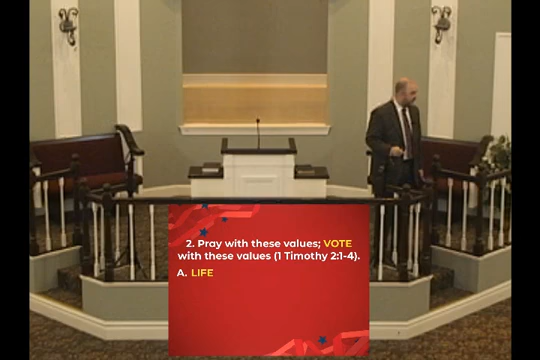 2. Pray with these values; VOTE
with these values (1 Timothy 2:1-4).
A. LIFE